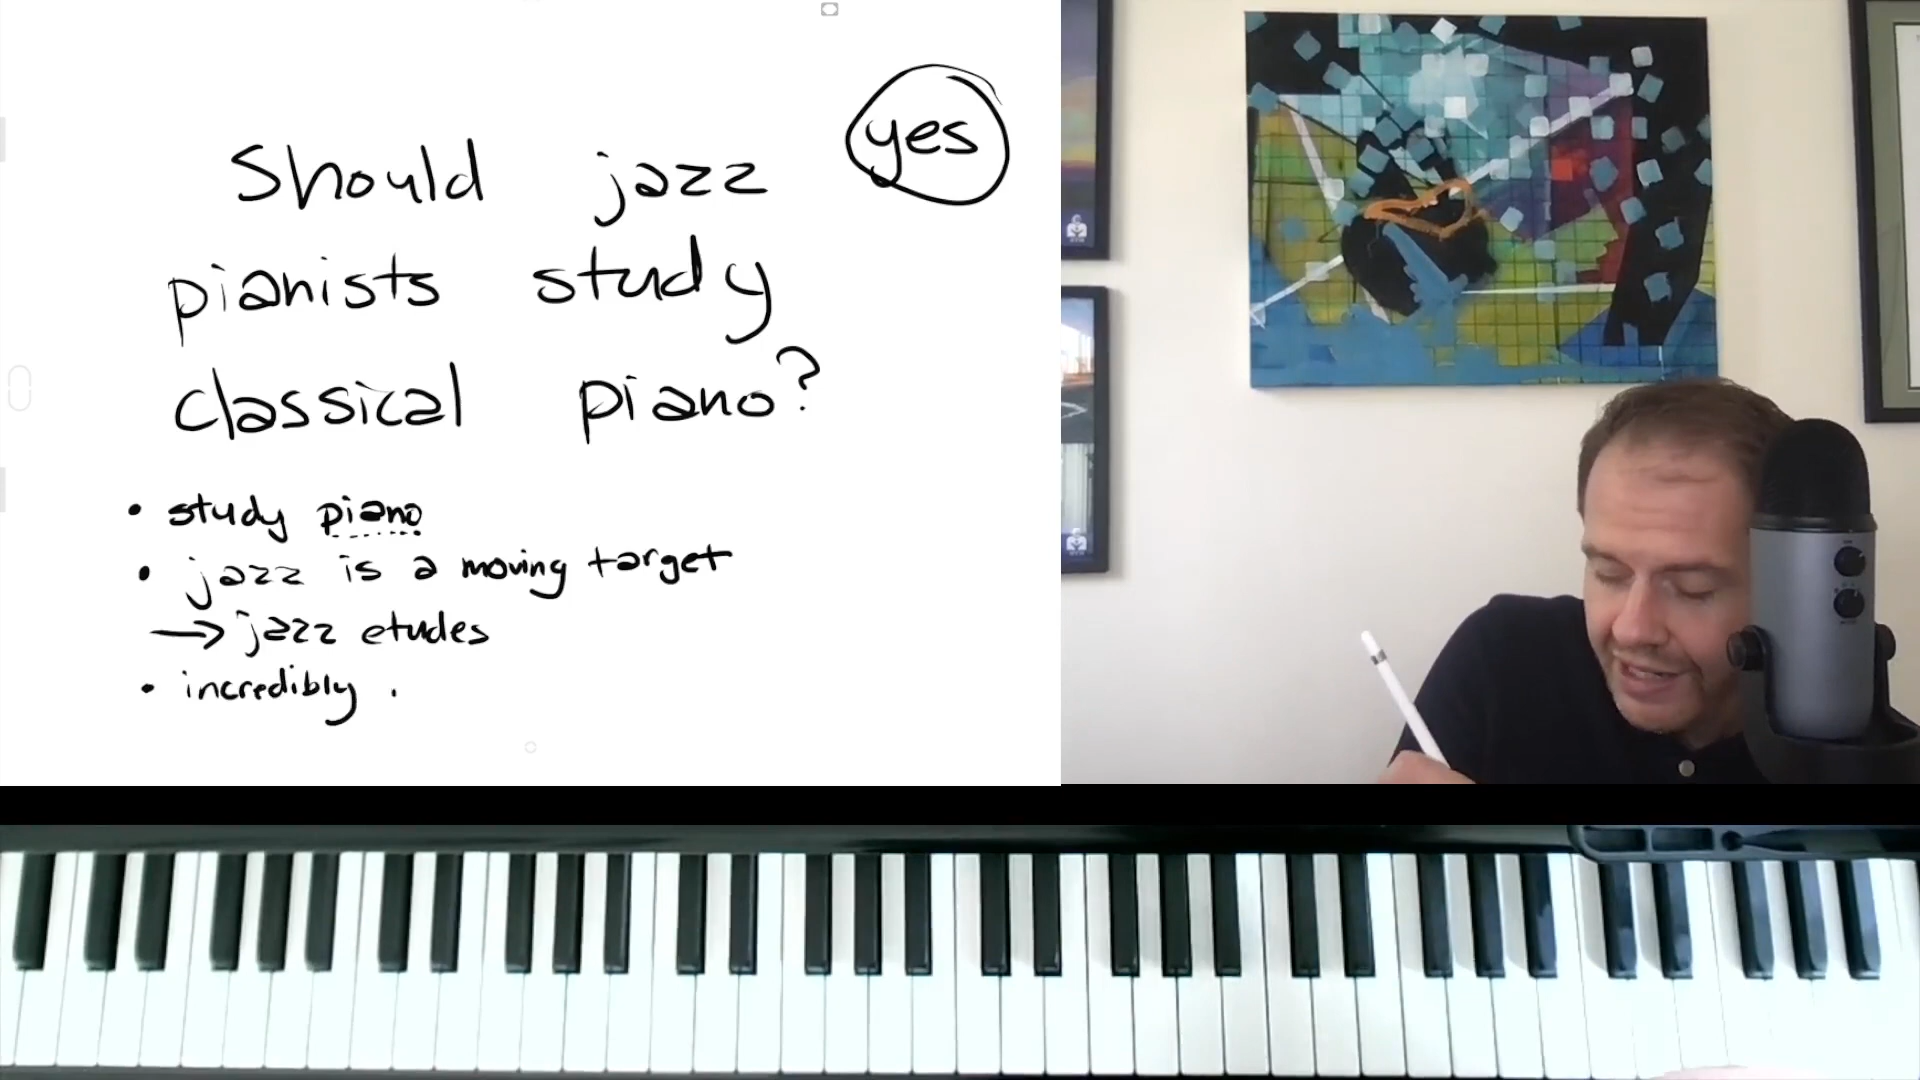 yes
Should jazz
pianists study
classical piano?
• study piano
• jazz is a moving target
→ jazz etudes
• incredibly